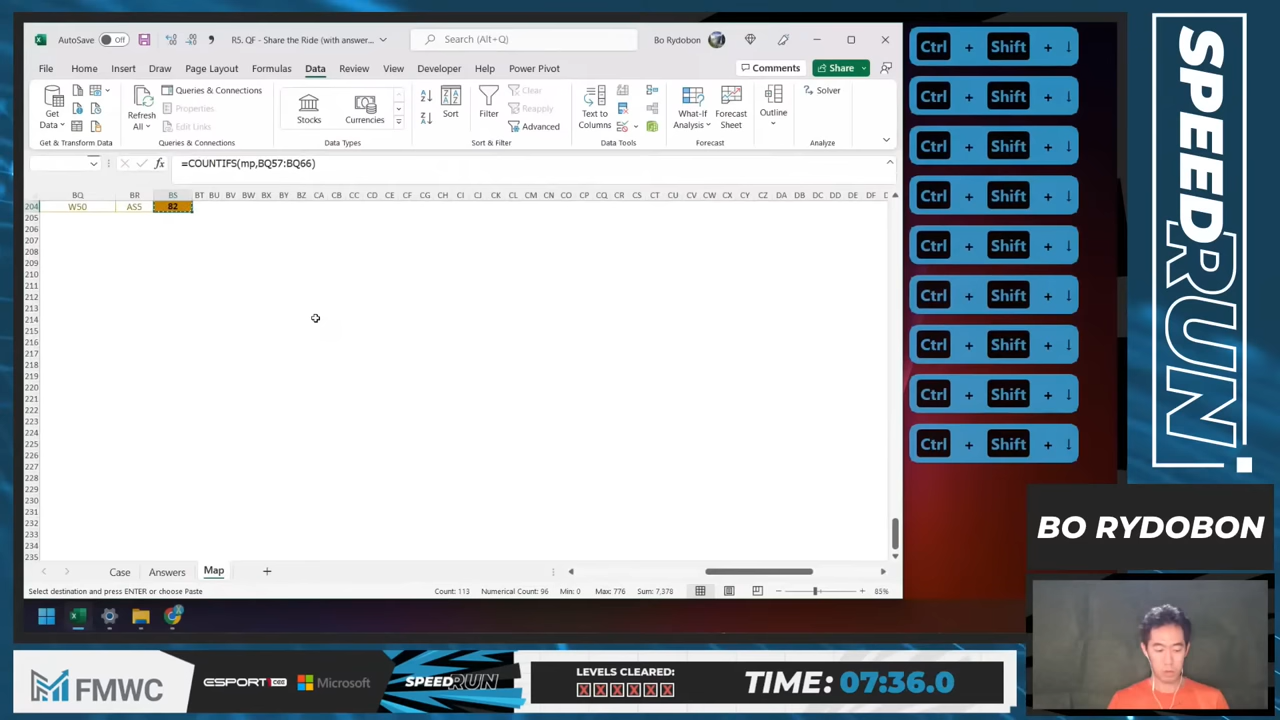 AutoSave Off
R5. QF - Share the Ride (with answer...
Search (Alt+Q)
Bo Rydobon
File Home Insert Draw Page Layout Formulas Data Review View Developer Help Power Pivot
Comments
Share
Get Data
Refresh All
Queries & Connections
Properties
Edit Links
Stocks
Currencies
Sort
Filter
Clear
Reapply
Advanced
Text to Columns
What-If Analysis
Forecast Sheet
Outline
Solver
Get & Transform Data
Queries & Connections
Data Types
Sort & Filter
Data Tools
Forecast
Analyze
fx
=COUNTIFS(mp,BQ57:BQ66)
BQ BR BS BT BU BV BW BX BY BZ CA CB CC CD CE CF CG CH CI CJ CK CL CM CN CO CP CQ CR CS CT CU CV CW CX CY CZ DA DB DC DD DE DF D
204 W50 AS5 82
205
206
207
208
209
210
211
212
213
214
215
216
217
218
219
220
221
222
223
224
225
226
227
228
229
230
231
232
233
234
235
Case Answers Map
Select destination and press ENTER or choose Paste
Count: 113 Numerical Count: 96 Min: 0 Max: 776 Sum: 7,378
85%
Ctrl + Shift + ↓
Ctrl + Shift + ↓
Ctrl + Shift + ↓
Ctrl + Shift + ↓
Ctrl + Shift + ↓
Ctrl + Shift + ↓
Ctrl + Shift + ↓
Ctrl + Shift + ↓
Ctrl + Shift + ↓
SPEED
RUN
BO RYDOBON
FMWC
ESPORT
Microsoft
SPEEDRUN
LEVELS CLEARED:
X X X X X X
TIME: 07:36.0